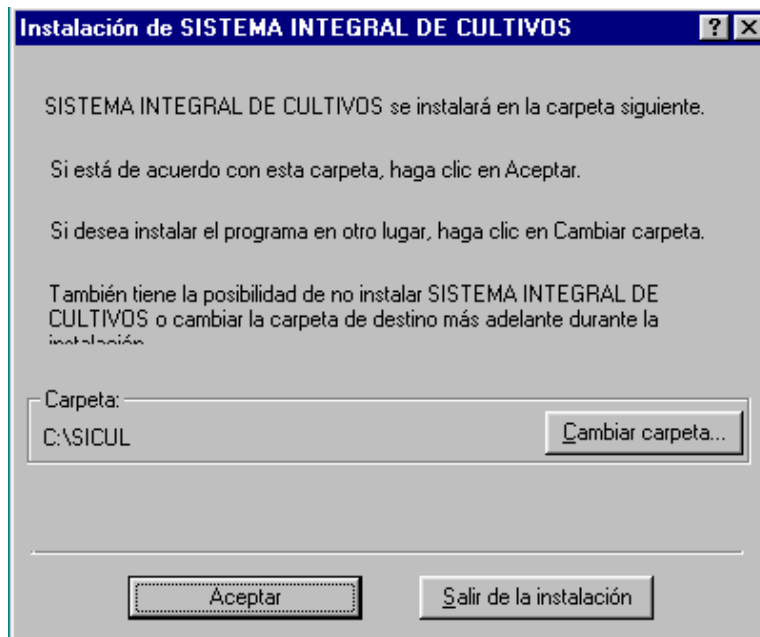 Instalación de SISTEMA INTEGRAL DE CULTIVOS
SISTEMA INTEGRAL DE CULTIVOS se instalará en la carpeta siguiente.
Si está de acuerdo con esta carpeta, haga clic en Aceptar.
Si desea instalar el programa en otro lugar, haga clic en Cambiar carpeta.
También tiene la posibilidad de no instalar SISTEMA INTEGRAL DE
CULTIVOS o cambiar la carpeta de destino más adelante durante la
instalación.
Carpeta:
C:\SICUL
Cambiar carpeta...
Aceptar
Salir de la instalación